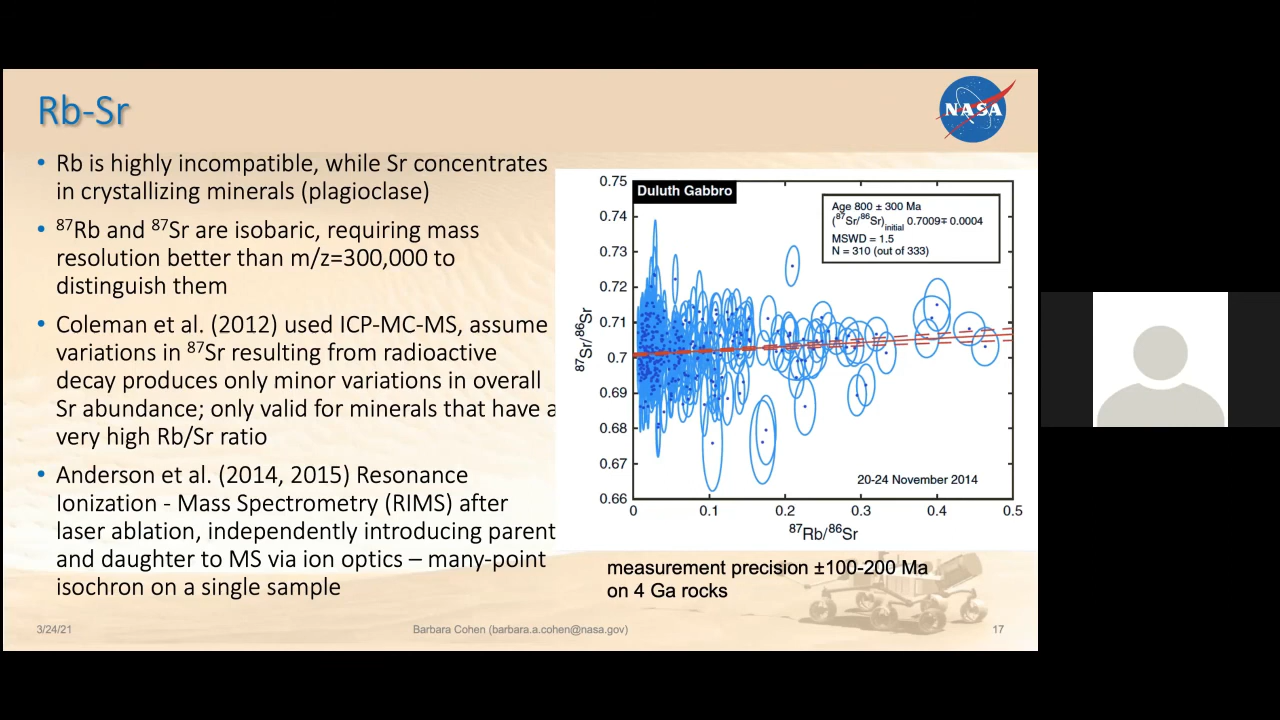 Rb-Sr
NASA
• Rb is highly incompatible, while Sr concentrates
in crystallizing minerals (plagioclase)
• ⁸⁷Rb and ⁸⁷Sr are isobaric, requiring mass
resolution better than m/z=300,000 to
distinguish them
• Coleman et al. (2012) used ICP-MC-MS, assume
variations in ⁸⁷Sr resulting from radioactive
decay produces only minor variations in overall
Sr abundance; only valid for minerals that have a
very high Rb/Sr ratio
• Anderson et al. (2014, 2015) Resonance
Ionization - Mass Spectrometry (RIMS) after
laser ablation, independently introducing parent
and daughter to MS via ion optics – many-point
isochron on a single sample
Duluth Gabbro
Age 800 ± 300 Ma
(⁸⁷Sr/⁸⁶Sr)initial 0.7009∓0.0004
MSWD = 1.5
N = 310 (out of 333)
0.75
0.74
0.73
0.72
0.71
0.7
0.69
0.68
0.67
0.66
⁸⁷Sr/⁸⁶Sr
20-24 November 2014
0 0.1 0.2 0.3 0.4 0.5
⁸⁷Rb/⁸⁶Sr
measurement precision ±100-200 Ma
on 4 Ga rocks
3/24/21 Barbara Cohen (barbara.a.cohen@nasa.gov) 17